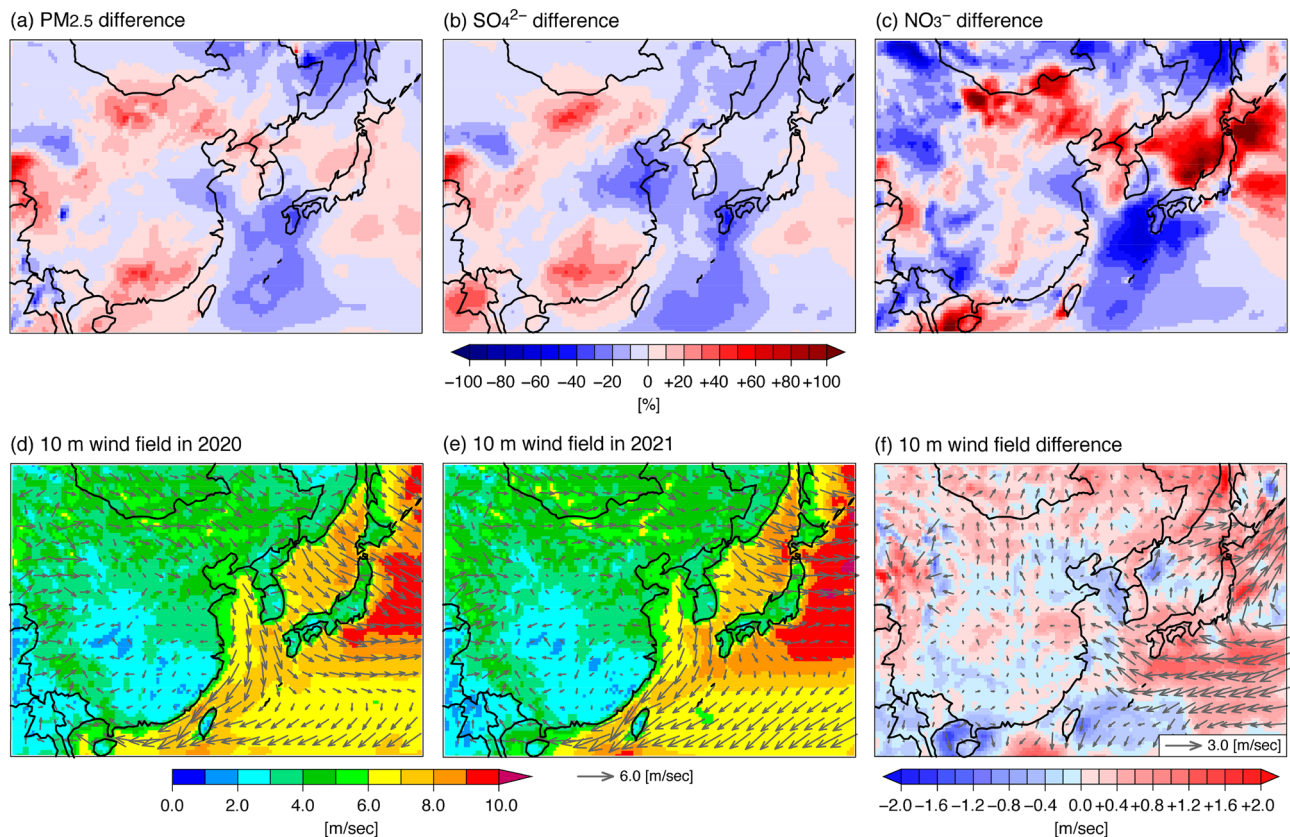 (a) PM2.5 difference
(b) SO₄²⁻ difference
(c) NO₃⁻ difference
−100 −80 −60 −40 −20 0 +20 +40 +60 +80 +100
[%]
(d) 10 m wind field in 2020
(e) 10 m wind field in 2021
(f) 10 m wind field difference
3.0 [m/sec]
0.0 2.0 4.0 6.0 8.0 10.0
[m/sec]
6.0 [m/sec]
−2.0 −1.6 −1.2 −0.8 −0.4 0.0 +0.4 +0.8 +1.2 +1.6 +2.0
[m/sec]